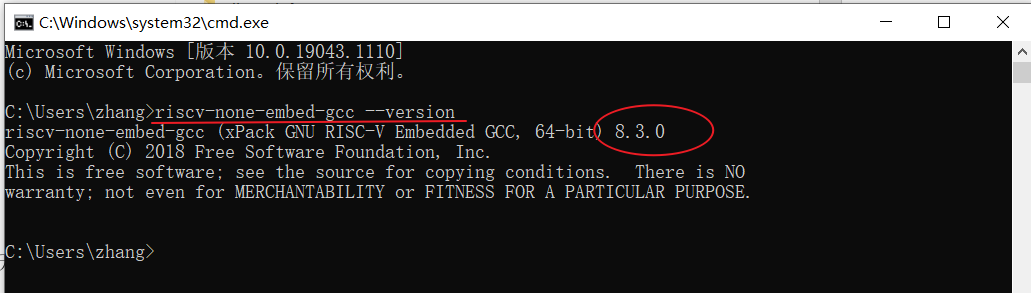 C:\Windows\system32\cmd.exe
Microsoft Windows [版本 10.0.19043.1110]
(c) Microsoft Corporation。保留所有权利。
C:\Users\zhang>riscv-none-embed-gcc --version
riscv-none-embed-gcc (xPack GNU RISC-V Embedded GCC, 64-bit) 8.3.0
Copyright (C) 2018 Free Software Foundation, Inc.
This is free software; see the source for copying conditions.  There is NO
warranty; not even for MERCHANTABILITY or FITNESS FOR A PARTICULAR PURPOSE.
C:\Users\zhang>